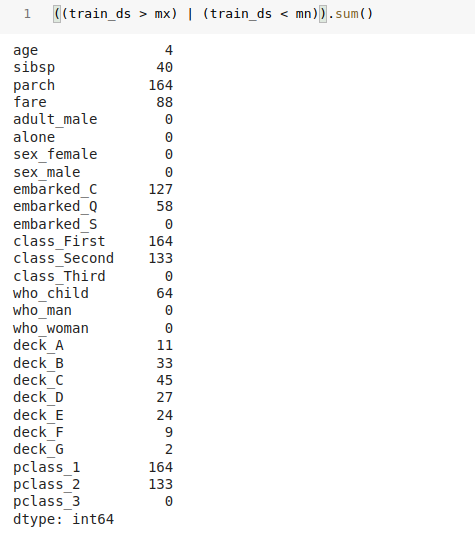 1 ((train_ds > mx) | (train_ds < mn)).sum()
age 4
sibsp 40
parch 164
fare 88
adult_male 0
alone 0
sex_female 0
sex_male 0
embarked_C 127
embarked_Q 58
embarked_S 0
class_First 164
class_Second 133
class_Third 0
who_child 64
who_man 0
who_woman 0
deck_A 11
deck_B 33
deck_C 45
deck_D 27
deck_E 24
deck_F 9
deck_G 2
pclass_1 164
pclass_2 133
pclass_3 0
dtype: int64